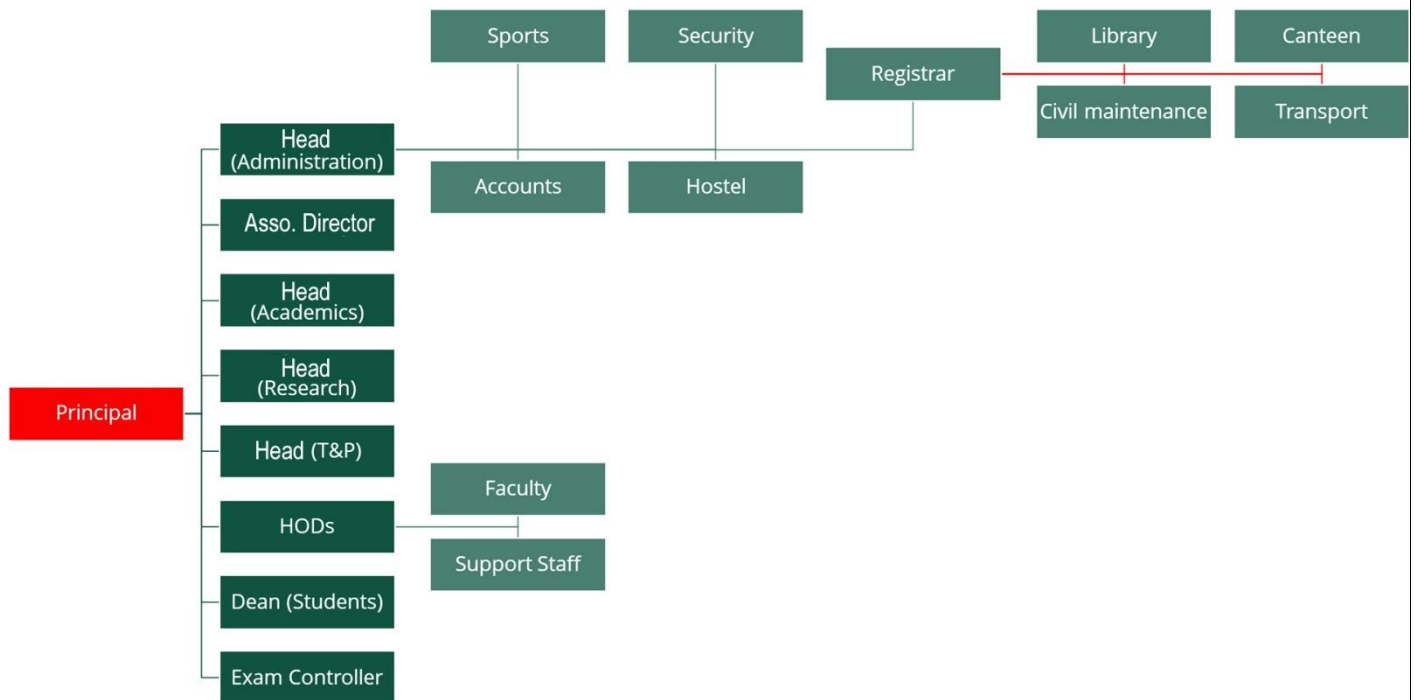 Sports
Security
Library
Canteen
Registrar
Civil maintenance
Transport
Head
(Administration)
Accounts
Hostel
Asso. Director
Head
(Academics)
Head
(Research)
Principal
Head (T&P)
Faculty
HODs
Support Staff
Dean (Students)
Exam Controller